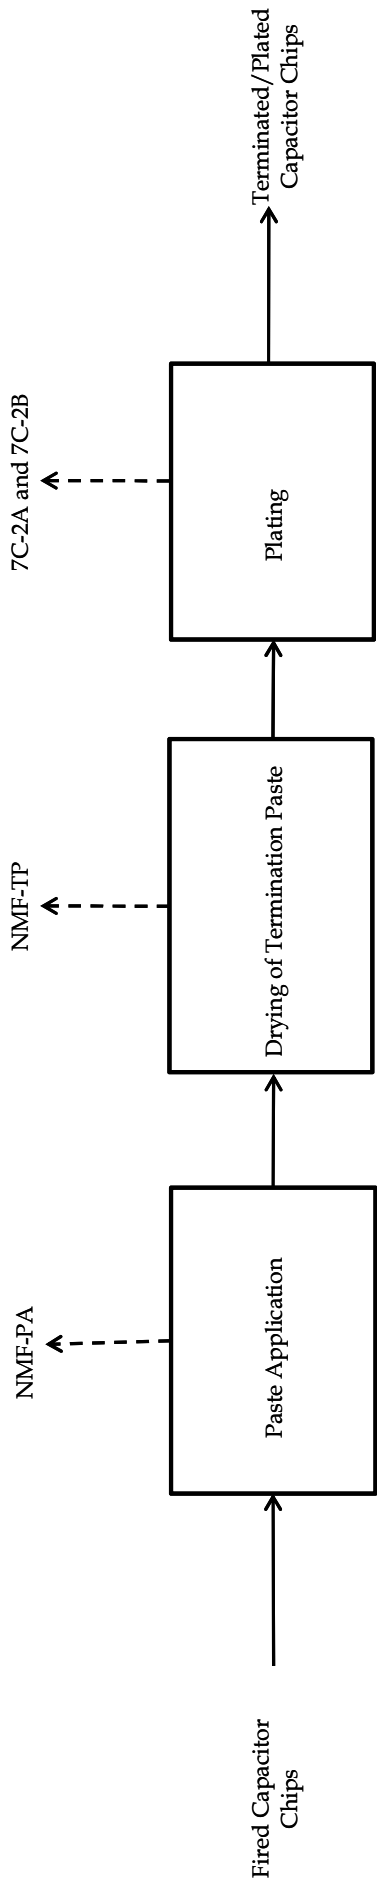 NMF-PA
NMF-TP
7C-2A and 7C-2B
Fired Capacitor
Chips
Paste Application
Drying of Termination Paste
Plating
Terminated/Plated
Capacitor Chips